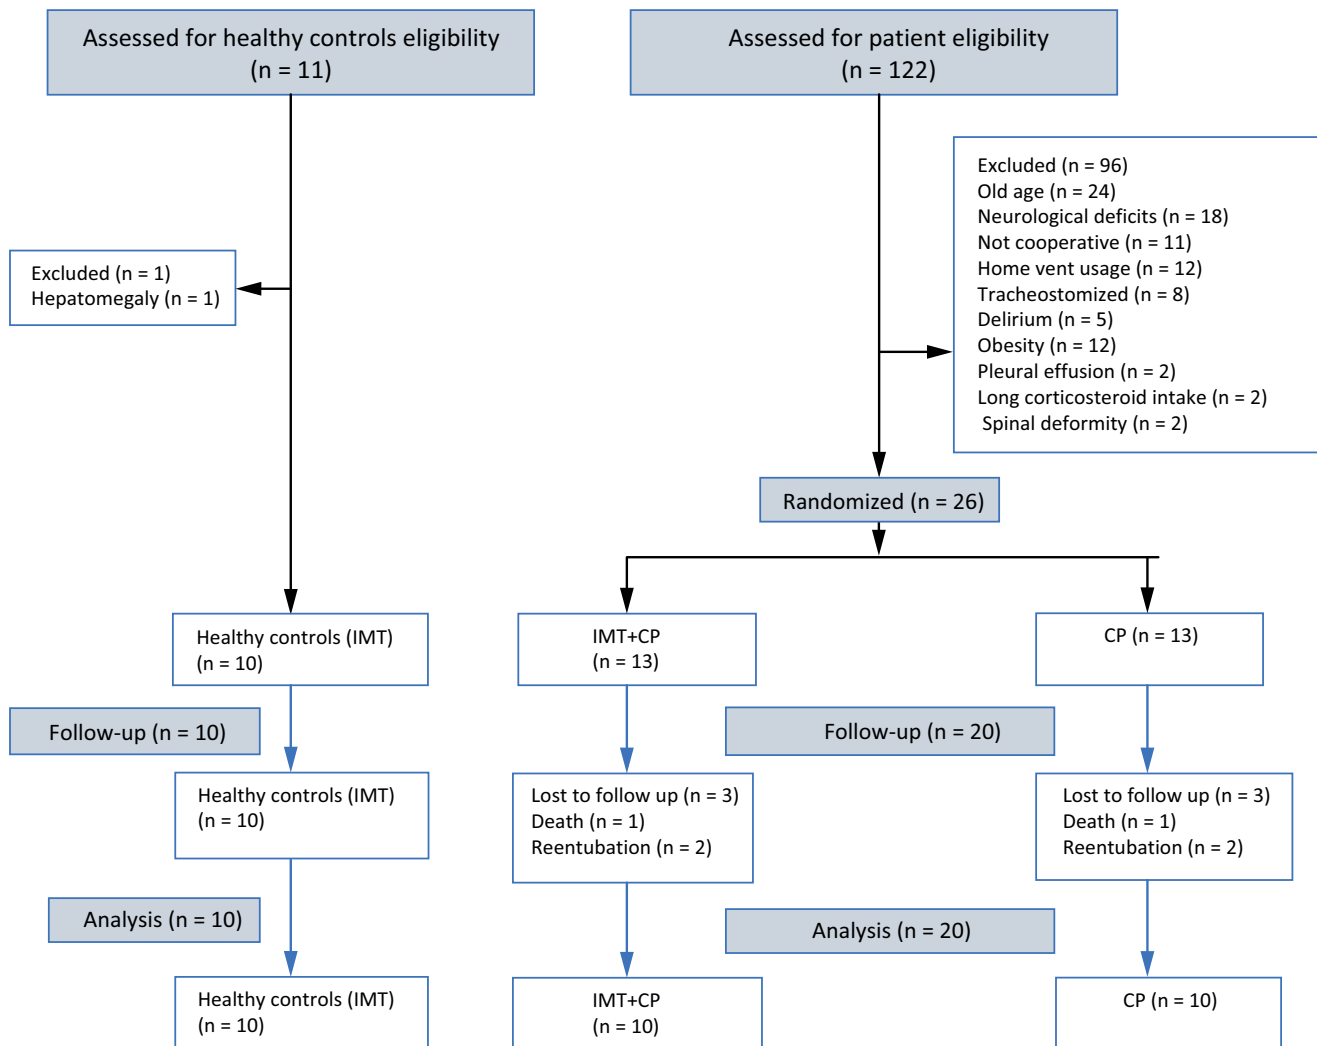 Assessed for healthy controls eligibility
(n = 11)
Assessed for patient eligibility
(n = 122)
Excluded (n = 96)
Old age (n = 24)
Neurological deficits (n = 18)
Not cooperative (n = 11)
Home vent usage (n = 12)
Tracheostomized (n = 8)
Delirium (n = 5)
Obesity (n = 12)
Pleural effusion (n = 2)
Long corticosteroid intake (n = 2)
Spinal deformity (n = 2)
Excluded (n = 1)
Hepatomegaly (n = 1)
Randomized (n = 26)
Healthy controls (IMT)
(n = 10)
IMT+CP
(n = 13)
CP (n = 13)
Follow-up (n = 10)
Follow-up (n = 20)
Healthy controls (IMT)
(n = 10)
Lost to follow up (n = 3)
Death (n = 1)
Reentubation (n = 2)
Lost to follow up (n = 3)
Death (n = 1)
Reentubation (n = 2)
Analysis (n = 10)
Analysis (n = 20)
Healthy controls (IMT)
(n = 10)
IMT+CP
(n = 10)
CP (n = 10)